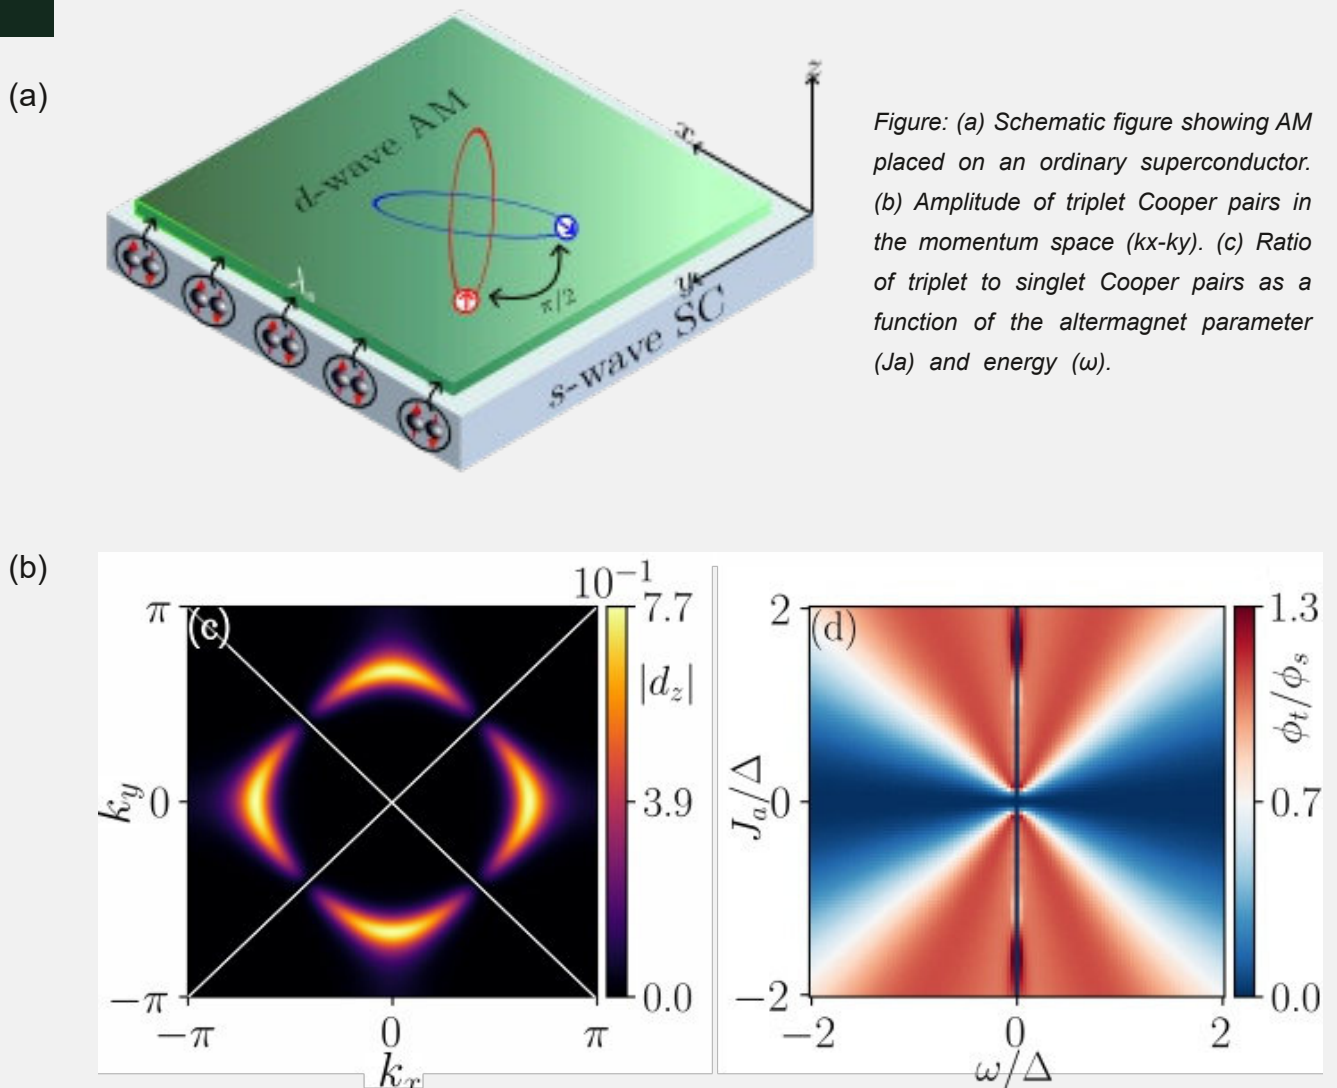 (a)
d-wave AM
π/2
s-wave SC
x
y
z
Figure: (a) Schematic figure showing AM
placed on an ordinary superconductor.
(b) Amplitude of triplet Cooper pairs in
the momentum space (kx-ky). (c) Ratio
of triplet to singlet Cooper pairs as a
function of the altermagnet parameter
(Ja) and energy (ω).
(b)
(c)
π
0
−π
k_y
−π 0 π
k_x
10⁻¹
7.7
|d_z|
3.9
0.0
(d)
2
0
−2
J_a/Δ
−2 0 2
ω/Δ
1.3
ϕ_t/ϕ_s
0.7
0.0